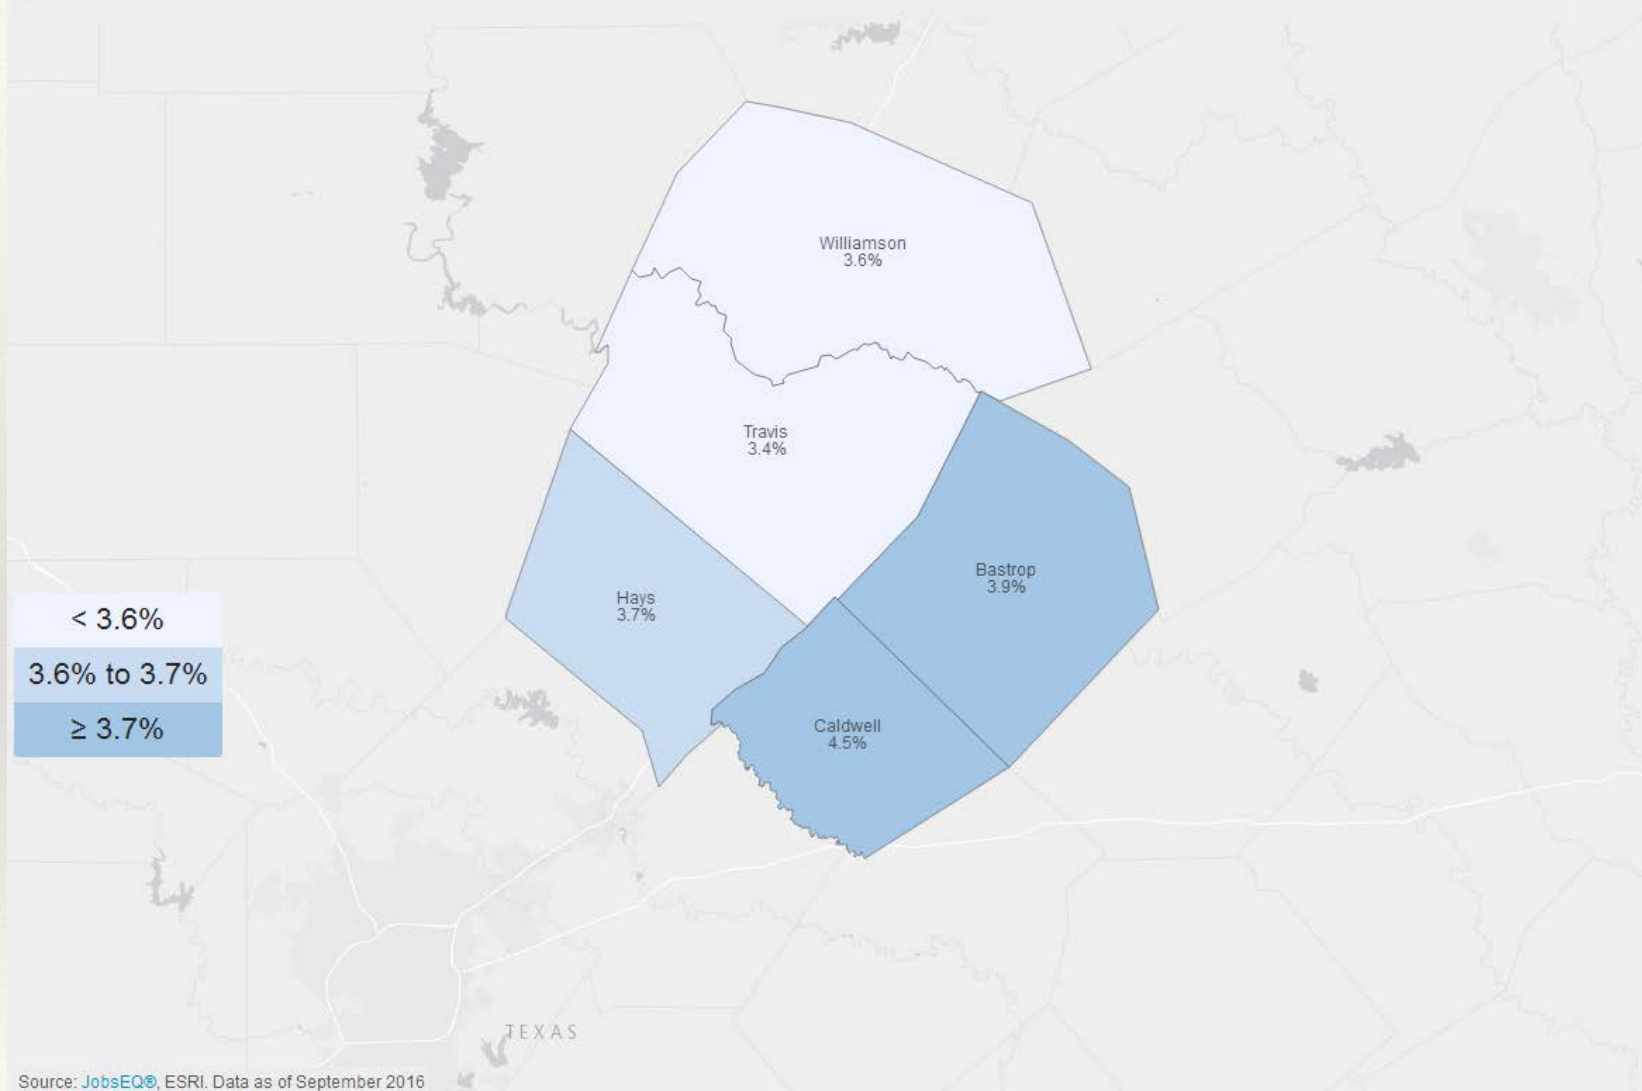 Williamson
3.6%
Travis
3.4%
Bastrop
3.9%
Hays
3.7%
< 3.6%
3.6% to 3.7%
≥ 3.7%
Caldwell
4.5%
TEXAS
Source: JobsEQ®, ESRI. Data as of September 2016